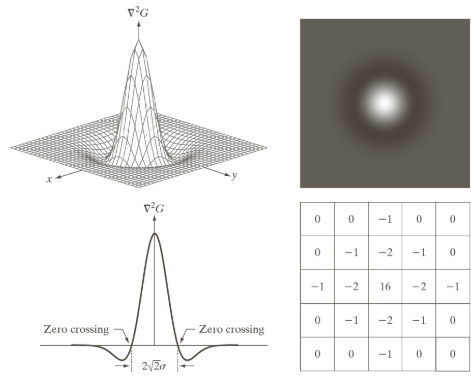 ∇²G
x
y
∇²G
Zero crossing
Zero crossing
2√2σ
0 0 −1 0 0
0 −1 −2 −1 0
−1 −2 16 −2 −1
0 −1 −2 −1 0
0 0 −1 0 0